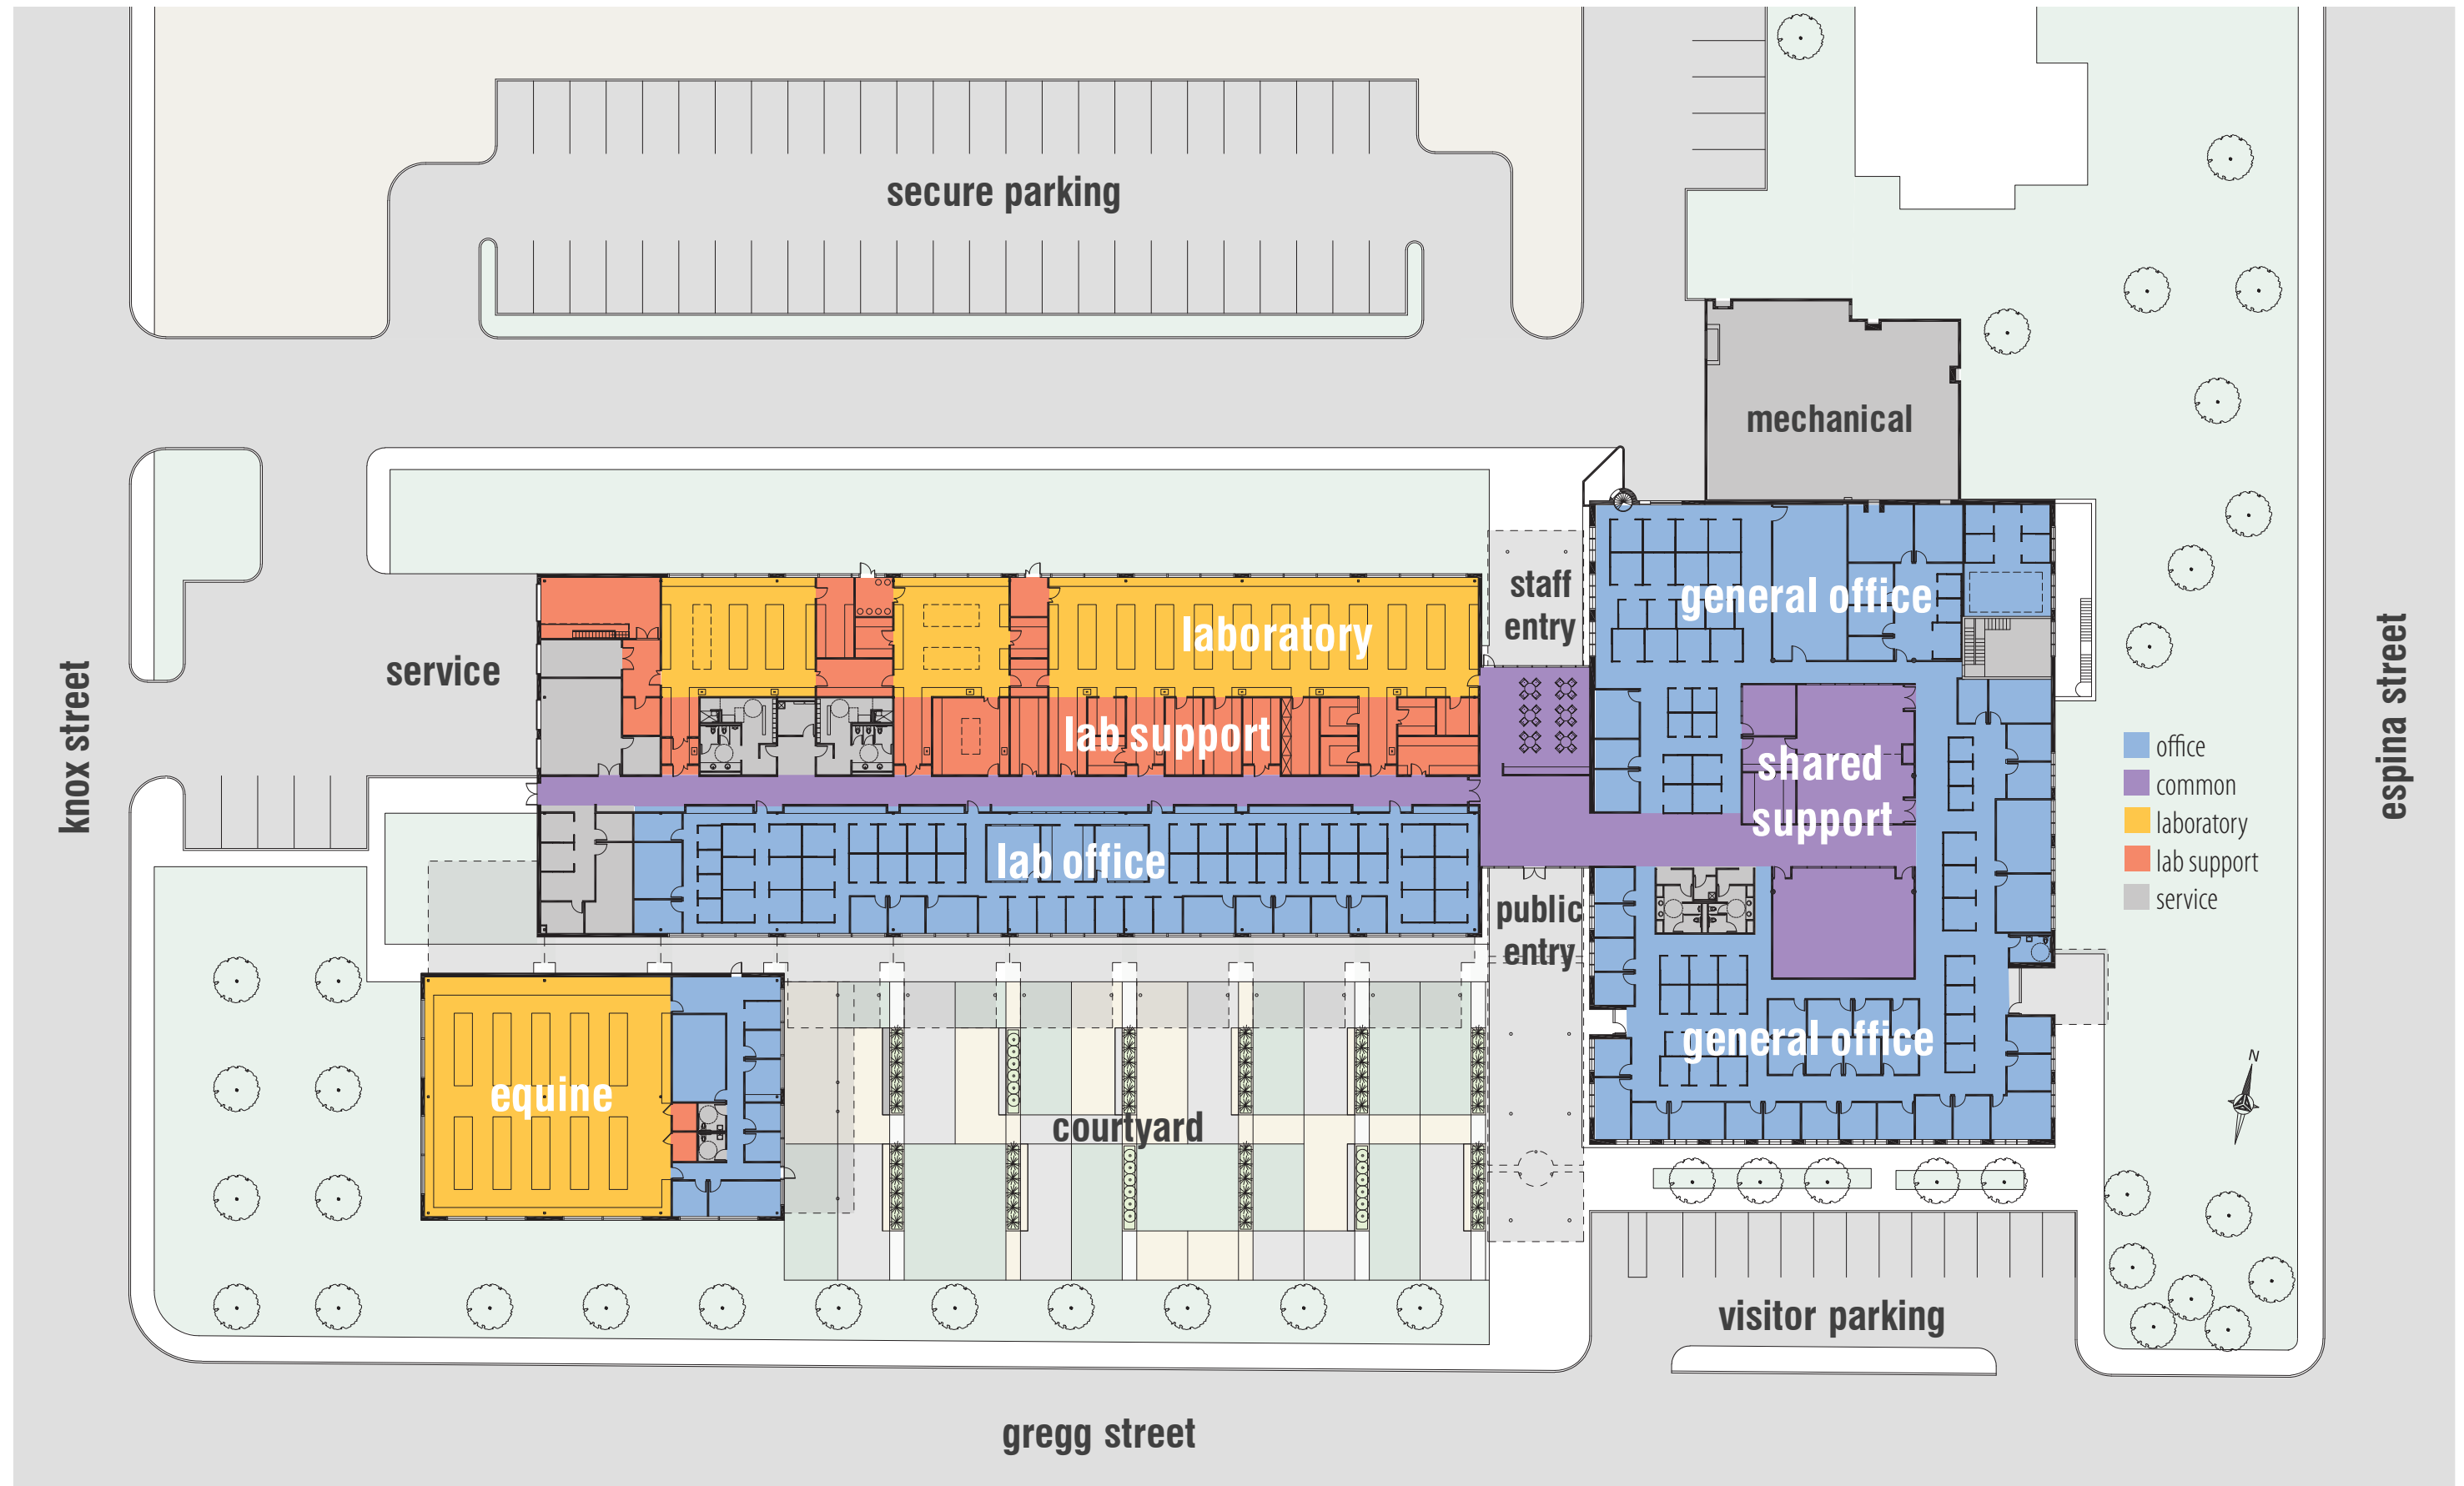 secure parking
mechanical
staff
entry
general office
laboratory
service
knox street
espina street
lab support
shared
support
office
common
laboratory
lab support
service
lab office
public
entry
general office
equine
courtyard
N
visitor parking
gregg street